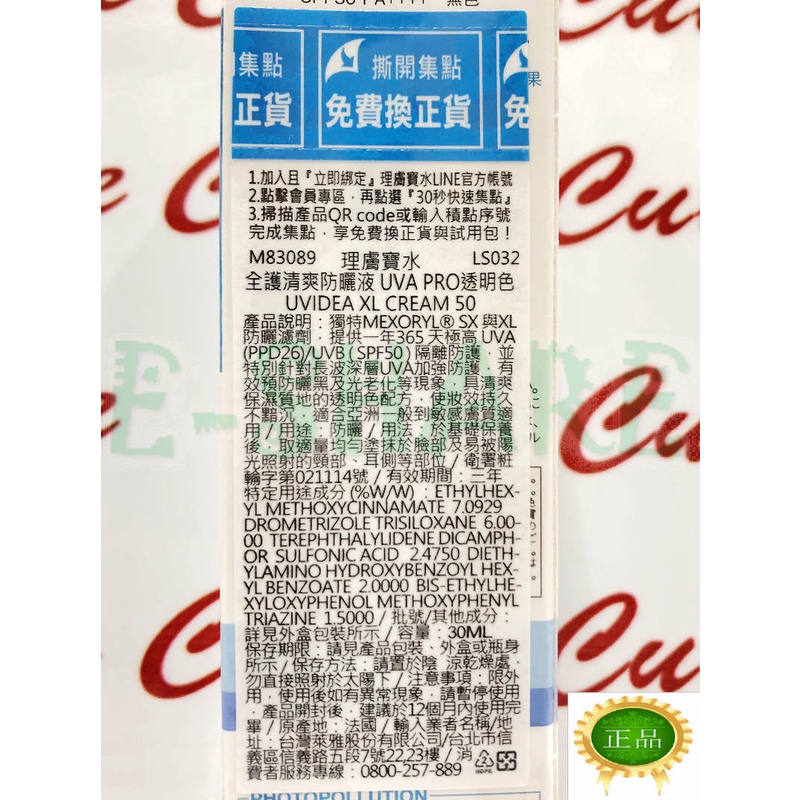 集點
撕開集點
正貨
免費換正貨
免
果
1.加入且『立即綁定』理膚寶水LINE官方帳號
2.點擊會員專區，再點選『30秒快速集點』
3.掃描產品QR code或輸入積點序號
完成集點，享免費換正貨與試用包！
M83089 理膚寶水 LS032
全護清爽防曬液 UVA PRO透明色
UVIDEA XL CREAM 50
產品說明：獨特MEXORYL® SX 與XL
防曬濾劑，提供一年365 天極高 UVA
(PPD26)/UVB ( SPF50 ) 隔離防護，並
特別針對長波深層UVA加強防護，有
效預防曬黑及光老化等現象，具清爽
保濕質地的透明色配方，使妝效持久
不黯沉。適合亞洲一般到敏感膚質適
用 / 用途：防曬 / 用法：於基礎保養
後，取適量均勻塗抹於臉部及易被陽
光照射的頸部、耳側等部位 / 衛署粧
輸字第021114號 / 有效期間：三年
特定用途成分 (%W/W)：ETHYLHEX-
YL METHOXYCINNAMATE 7.0929
DROMETRIZOLE TRISILOXANE 6.00-
00 TEREPHTHALYLIDENE DICAMPH-
OR SULFONIC ACID 2.4750 DIETH-
YLAMINO HYDROXYBENZOYL HEX-
YL BENZOATE 2.0000 BIS-ETHYLHE-
XYLOXYPHENOL METHOXYPHENYL
TRIAZINE 1.5000 / 批號/其他成分：
詳見外盒包裝所示 / 容量：30ML
保存期限：請見產品包裝、外盒或瓶身
所示 / 保存方法：請置於陰 涼乾燥處，
勿直接照射於太陽下 / 注意事項：限外
用，使用後如有異常現象，請暫停使用
，產品開封後，建議於12個月內使用完
畢 / 原產地：法國 / 輸入業者名稱/地
址：台灣萊雅股份有限公司/台北市信
義區信義路五段7號22,23樓 / 消
費者服務專線：0800-257-889
HDPE
PHOTOPOLLUTION
正品